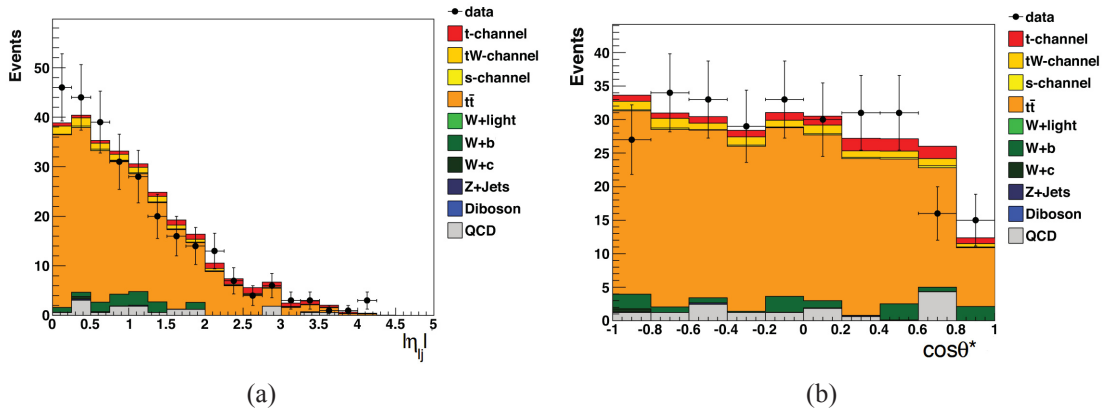 Events
50
40
30
20
10
0
0 0.5 1 1.5 2 2.5 3 3.5 4 4.5 5
|η_lj|
data
t-channel
tW-channel
s-channel
tt̄
W+light
W+b
W+c
Z+Jets
Diboson
QCD
(a)
Events
40
35
30
25
20
15
10
5
0
-1 -0.8 -0.6 -0.4 -0.2 0 0.2 0.4 0.6 0.8 1
cosθ*
data
t-channel
tW-channel
s-channel
tt̄
W+light
W+b
W+c
Z+Jets
Diboson
QCD
(b)